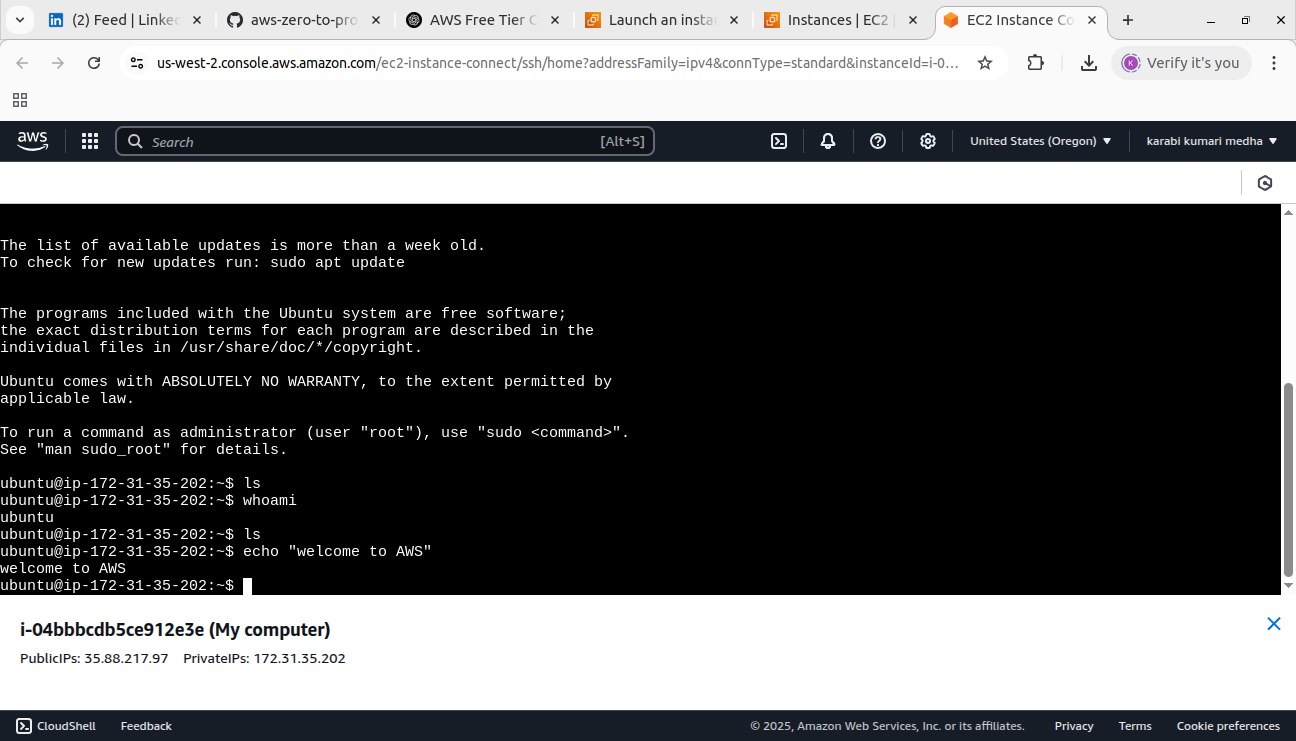 (2) Feed | Linke
aws-zero-to-pro
AWS Free Tier C
Launch an insta
Instances | EC2 |
EC2 Instance Co
us-west-2.console.aws.amazon.com/ec2-instance-connect/ssh/home?addressFamily=ipv4&connType=standard&instanceId=i-0...
K
Verify it's you
aws
Search
[Alt+S]
United States (Oregon)
karabi kumari medha
The list of available updates is more than a week old.
To check for new updates run: sudo apt update
The programs included with the Ubuntu system are free software;
the exact distribution terms for each program are described in the
individual files in /usr/share/doc/*/copyright.
Ubuntu comes with ABSOLUTELY NO WARRANTY, to the extent permitted by
applicable law.
To run a command as administrator (user "root"), use "sudo <command>".
See "man sudo_root" for details.
ubuntu@ip-172-31-35-202:~$ ls
ubuntu@ip-172-31-35-202:~$ whoami
ubuntu
ubuntu@ip-172-31-35-202:~$ ls
ubuntu@ip-172-31-35-202:~$ echo "welcome to AWS"
welcome to AWS
ubuntu@ip-172-31-35-202:~$
i-04bbbcdb5ce912e3e (My computer)
PublicIPs: 35.88.217.97 PrivateIPs: 172.31.35.202
CloudShell
Feedback
© 2025, Amazon Web Services, Inc. or its affiliates.
Privacy
Terms
Cookie preferences